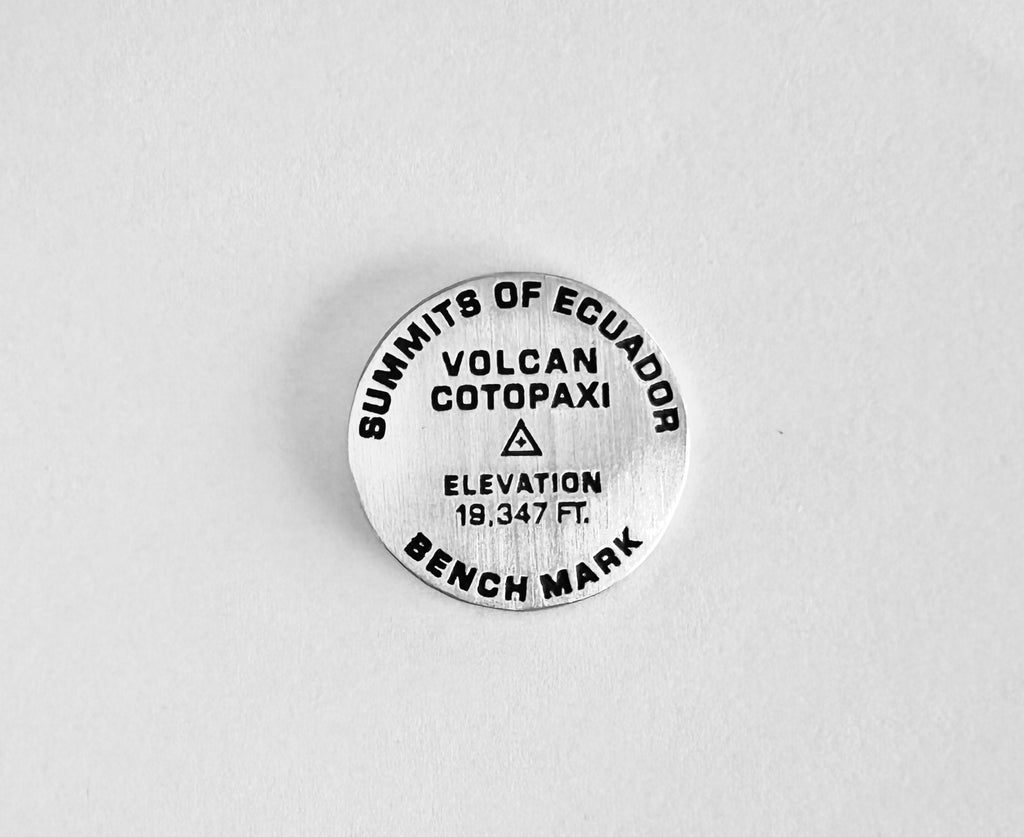 SUMMITS OF ECUADOR
VOLCAN
COTOPAXI
ELEVATION
19,347 FT.
BENCH MARK